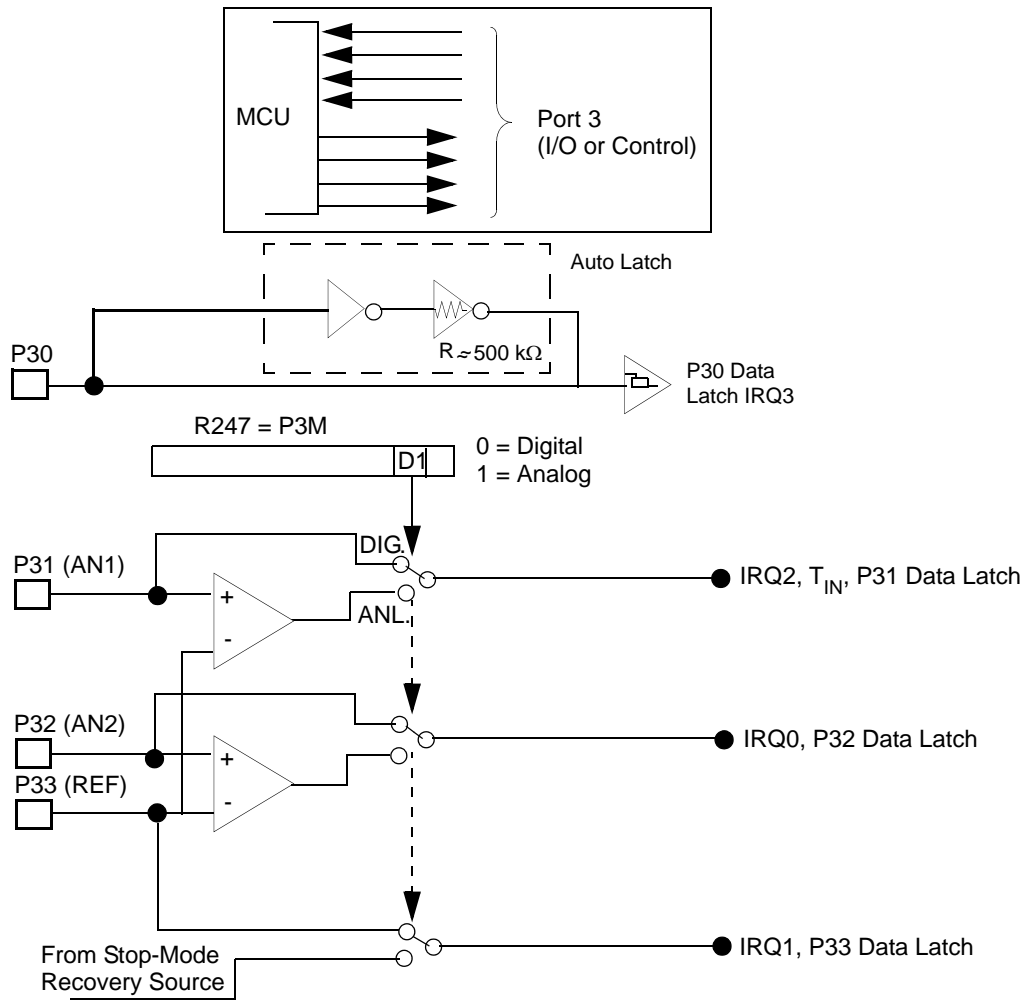 MCU
Port 3
(I/O or Control)
Auto Latch
R ≈ 500 kΩ
P30
P30 Data
Latch IRQ3
R247 = P3M
D1
0 = Digital
1 = Analog
DIG.
P31 (AN1)
+
-
ANL.
IRQ2, TIN, P31 Data Latch
P32 (AN2)
+
-
IRQ0, P32 Data Latch
P33 (REF)
From Stop-Mode
Recovery Source
IRQ1, P33 Data Latch